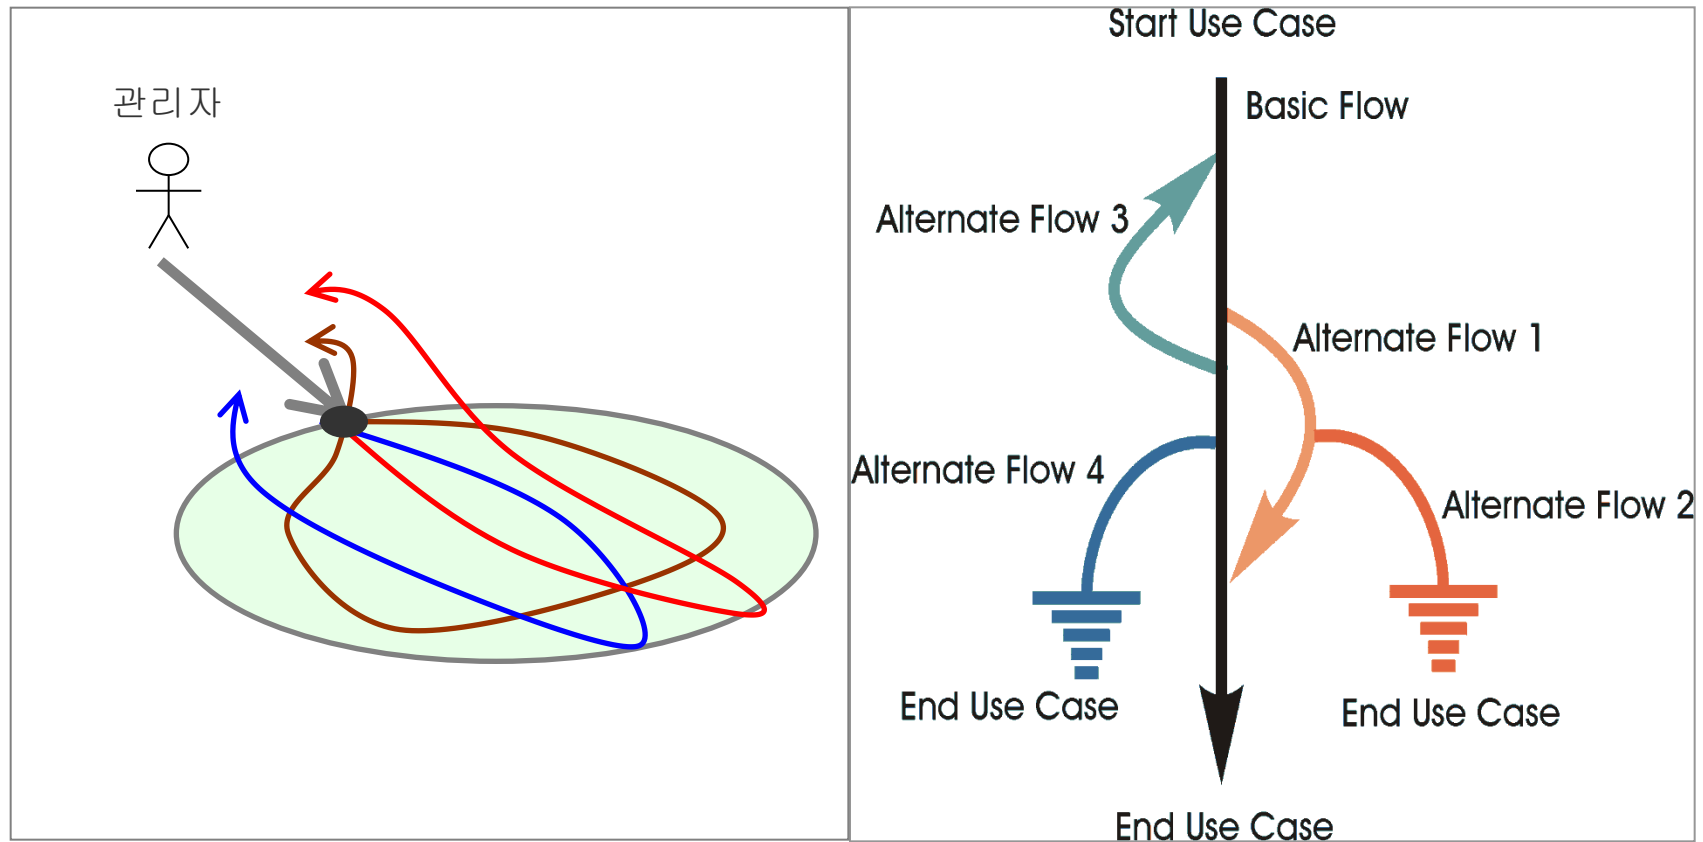 관리자
Start Use Case
Basic Flow
Alternate Flow 3
Alternate Flow 1
Alternate Flow 4
Alternate Flow 2
End Use Case
End Use Case
End Use Case